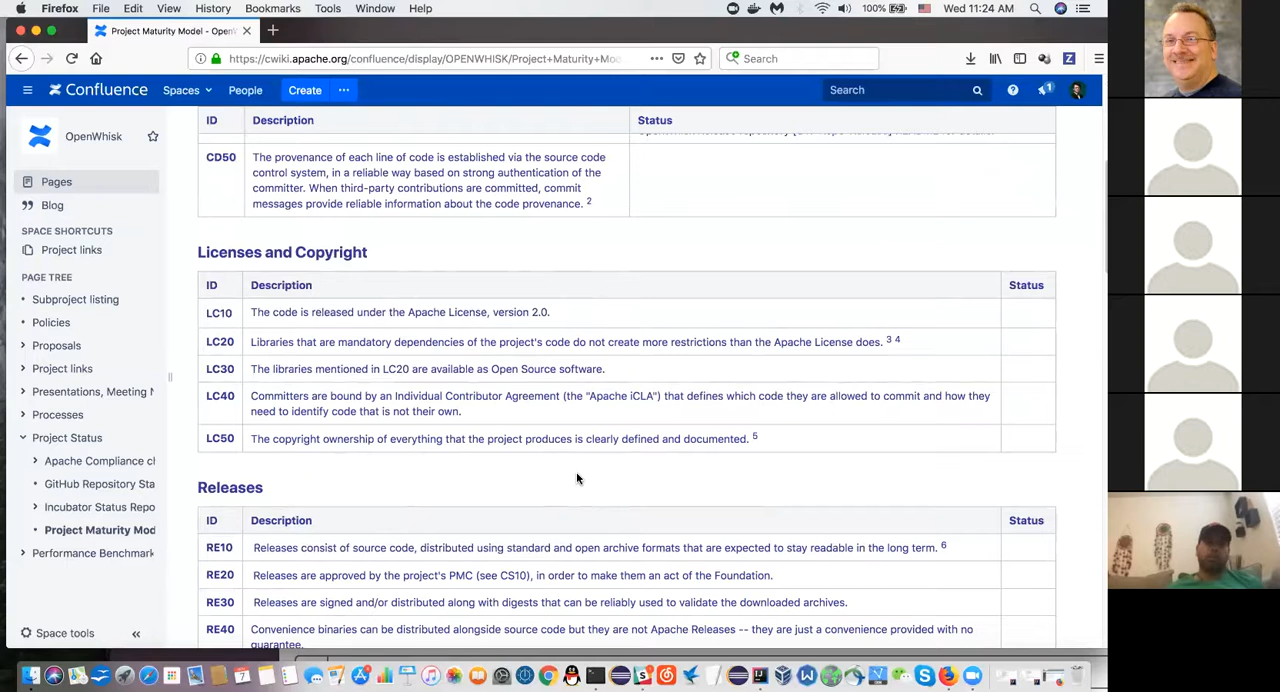 Firefox File Edit View History Bookmarks Tools Window Help 100% Wed 11:24 AM
Project Maturity Model - OpenW
https://cwiki.apache.org/confluence/display/OPENWHISK/Project+Maturity+Mo
Search
Confluence Spaces People Create Search 1
OpenWhisk
Pages
Blog
SPACE SHORTCUTS
Project links
PAGE TREE
Subproject listing
Policies
Proposals
Project links
Presentations, Meeting N
Processes
Project Status
Apache Compliance cl
GitHub Repository Sta
Incubator Status Repo
Project Maturity Mod
Performance Benchmark
Space tools
ID Description Status
CD50 The provenance of each line of code is established via the source code
control system, in a reliable way based on strong authentication of the
committer. When third-party contributions are committed, commit
messages provide reliable information about the code provenance. 2
Licenses and Copyright
ID Description Status
LC10 The code is released under the Apache License, version 2.0.
LC20 Libraries that are mandatory dependencies of the project's code do not create more restrictions than the Apache License does. 3 4
LC30 The libraries mentioned in LC20 are available as Open Source software.
LC40 Committers are bound by an Individual Contributor Agreement (the "Apache iCLA") that defines which code they are allowed to commit and how they
need to identify code that is not their own.
LC50 The copyright ownership of everything that the project produces is clearly defined and documented. 5
Releases
ID Description Status
RE10 Releases consist of source code, distributed using standard and open archive formats that are expected to stay readable in the long term. 6
RE20 Releases are approved by the project's PMC (see CS10), in order to make them an act of the Foundation.
RE30 Releases are signed and/or distributed along with digests that can be reliably used to validate the downloaded archives.
RE40 Convenience binaries can be distributed alongside source code but they are not Apache Releases -- they are just a convenience provided with no
guarantee.